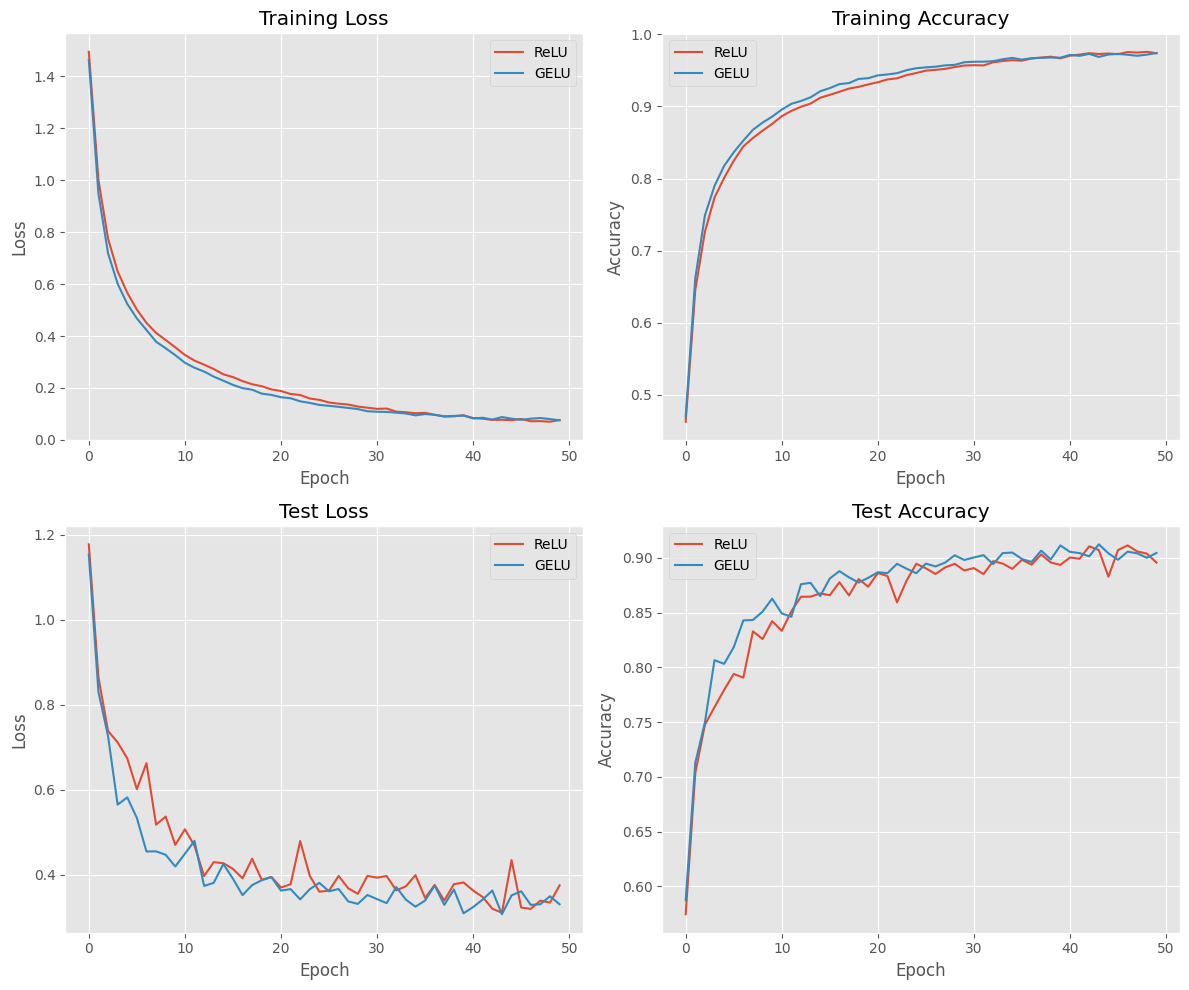 Training Loss
Loss
1.4
1.2
1.0
0.8
0.6
0.4
0.2
0.0
ReLU
GELU
0 10 20 30 40 50
Epoch
Training Accuracy
Accuracy
1.0
0.9
0.8
0.7
0.6
0.5
ReLU
GELU
0 10 20 30 40 50
Epoch
Test Loss
Loss
1.2
1.0
0.8
0.6
0.4
ReLU
GELU
0 10 20 30 40 50
Epoch
Test Accuracy
Accuracy
0.90
0.85
0.80
0.75
0.70
0.65
0.60
ReLU
GELU
0 10 20 30 40 50
Epoch